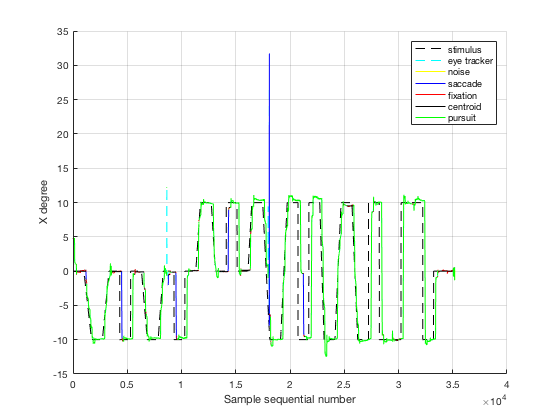 35
30
25
20
15
10
5
0
-5
-10
-15
X degree
stimulus
eye tracker
noise
saccade
fixation
centroid
pursuit
0 0.5 1 1.5 2 2.5 3 3.5 4
×10⁴
Sample sequential number